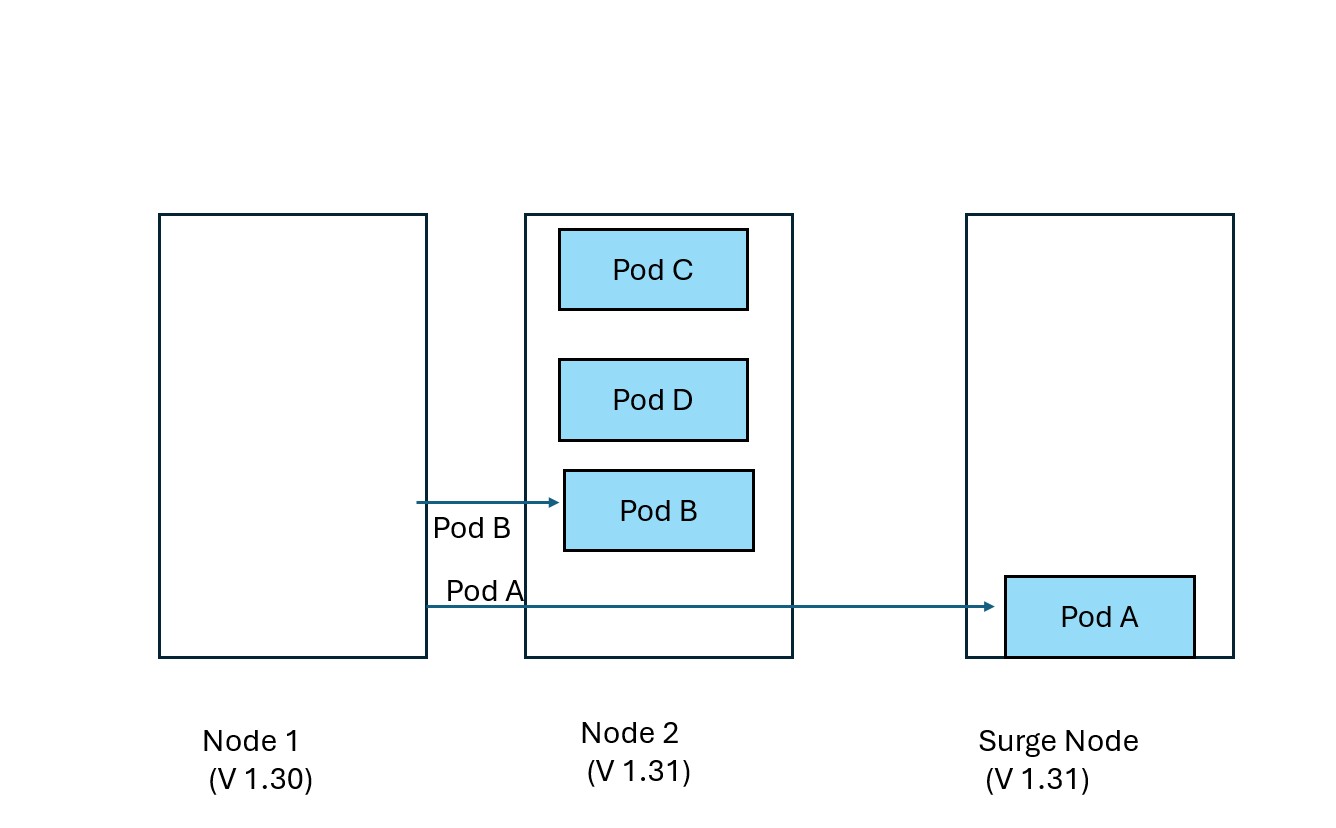 Pod C
Pod D
Pod B
Pod B
Pod A
Pod A
Node 1
(V 1.30)
Node 2
(V 1.31)
Surge Node
(V 1.31)